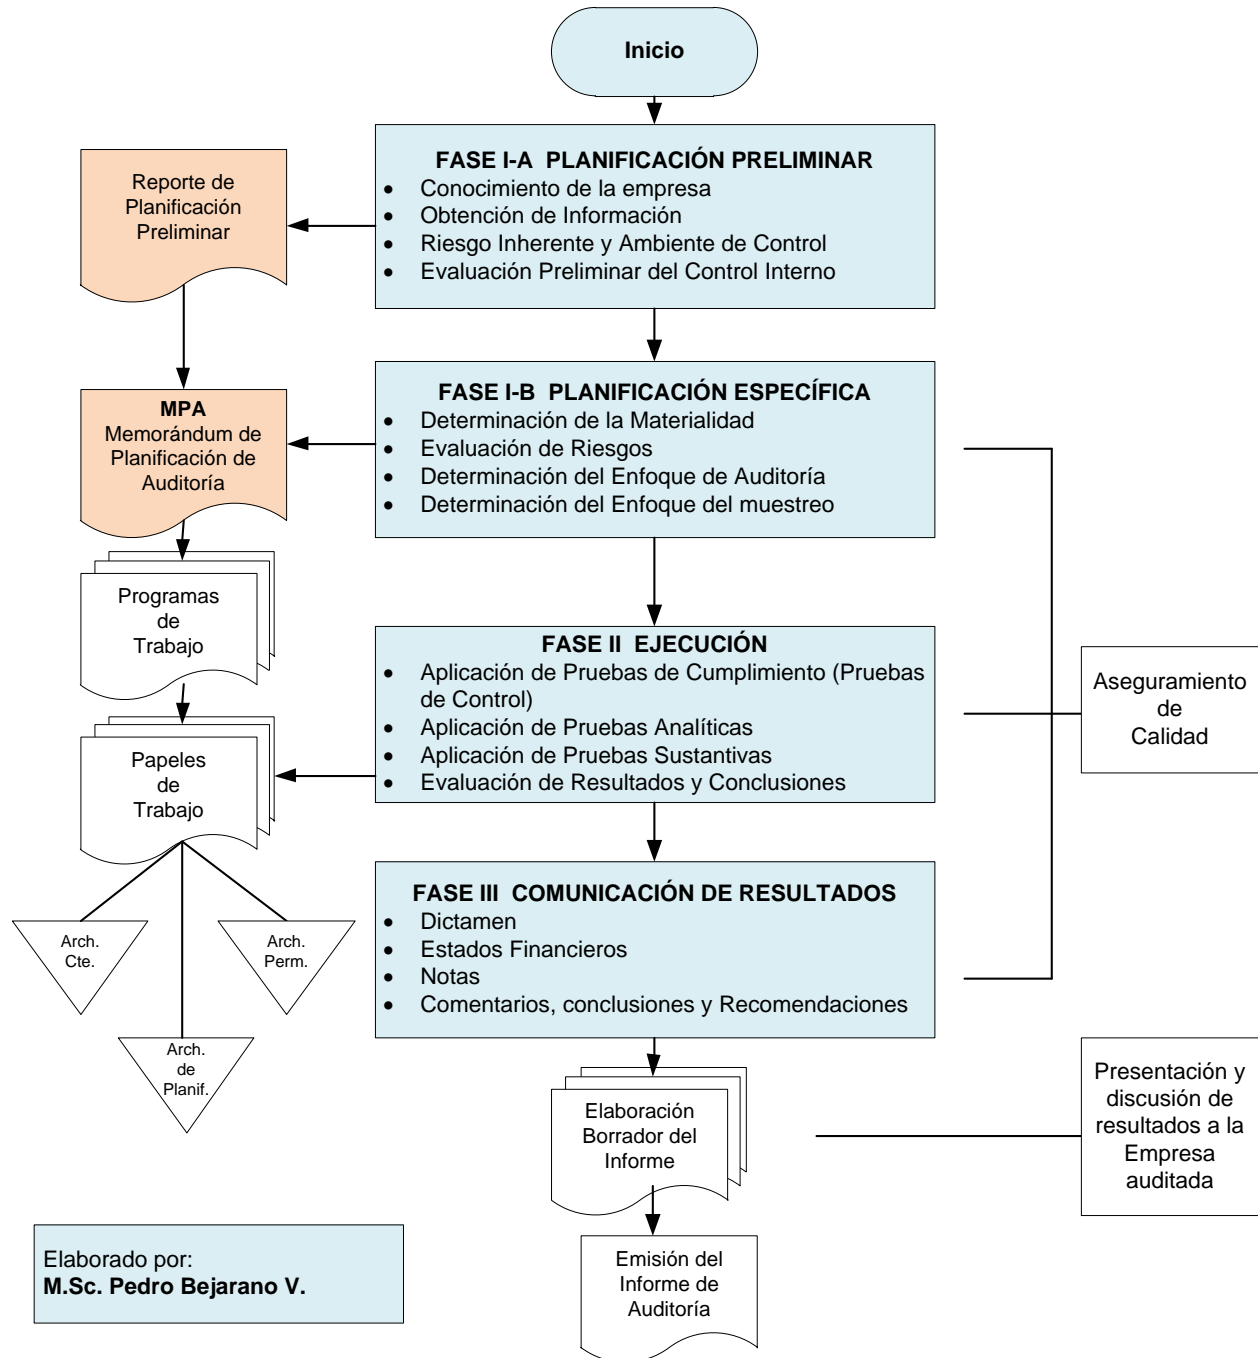 Inicio
FASE I-A PLANIFICACIÓN PRELIMINAR
• Conocimiento de la empresa
• Obtención de Información
• Riesgo Inherente y Ambiente de Control
• Evaluación Preliminar del Control Interno
Reporte de
Planificación
Preliminar
FASE I-B PLANIFICACIÓN ESPECÍFICA
• Determinación de la Materialidad
• Evaluación de Riesgos
• Determinación del Enfoque de Auditoría
• Determinación del Enfoque del muestreo
MPA
Memorándum de
Planificación de
Auditoría
Programas
de
Trabajo
FASE II EJECUCIÓN
• Aplicación de Pruebas de Cumplimiento (Pruebas
de Control)
• Aplicación de Pruebas Analíticas
• Aplicación de Pruebas Sustantivas
• Evaluación de Resultados y Conclusiones
Aseguramiento
de
Calidad
Papeles
de
Trabajo
FASE III COMUNICACIÓN DE RESULTADOS
• Dictamen
• Estados Financieros
• Notas
• Comentarios, conclusiones y Recomendaciones
Arch.
Cte.
Arch.
Perm.
Arch.
de
Planif.
Elaboración
Borrador del
Informe
Presentación y
discusión de
resultados a la
Empresa
auditada
Emisión del
Informe de
Auditoría
Elaborado por:
M.Sc. Pedro Bejarano V.